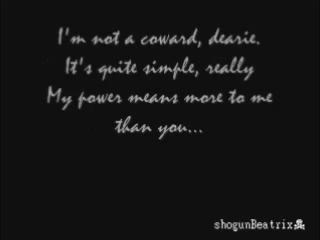 I'm not a coward, dearie.
It's quite simple, really
My power means more to me
than you...
shogunBeatrix☠